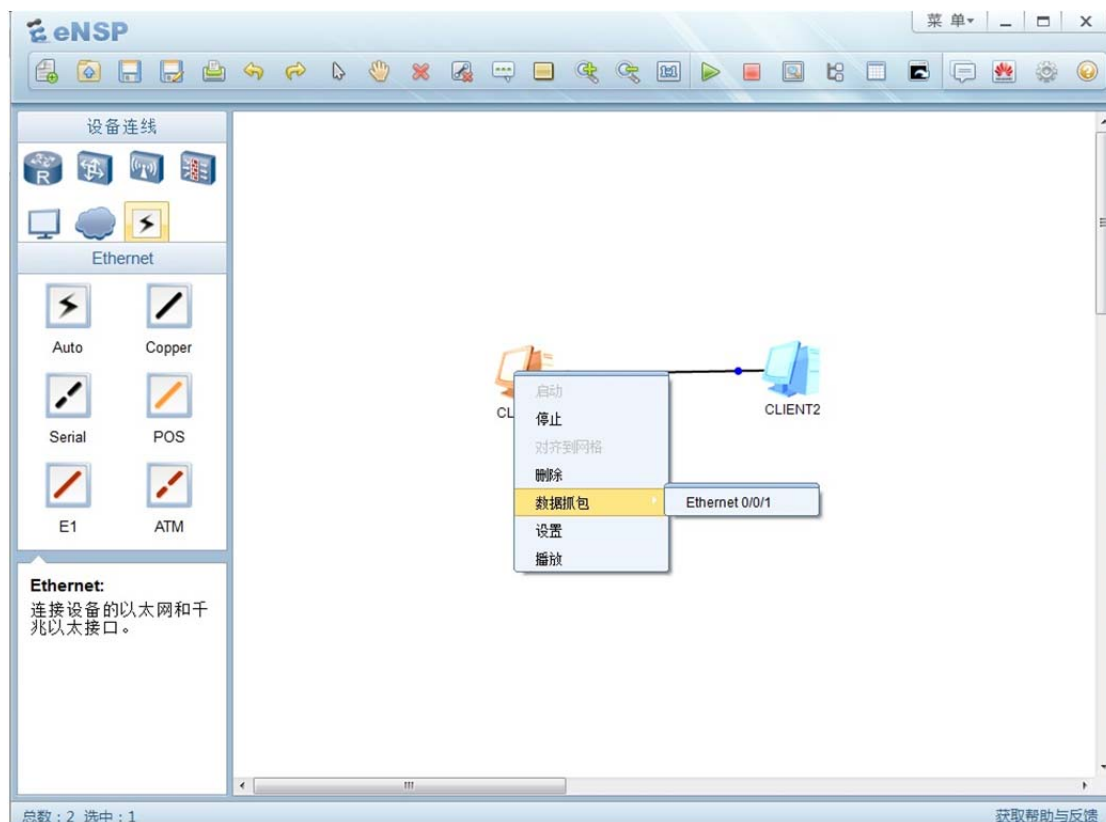 eNSP
菜 单
设备连线
Ethernet
Auto
Copper
Serial
POS
E1
ATM
Ethernet:
连接设备的以太网和千
兆以太接口。
CL
CLIENT2
启动
停止
对齐到网格
删除
数据抓包
Ethernet 0/0/1
设置
播放
总数：2 选中：1
获取帮助与反馈